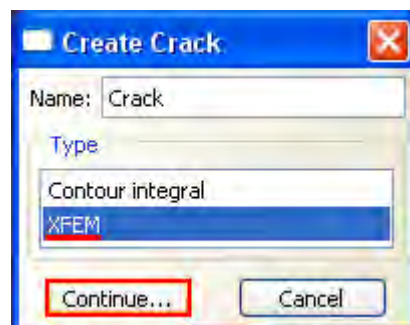 Create Crack
Name: Crack
Type
Contour integral
XFEM
Continue... Cancel